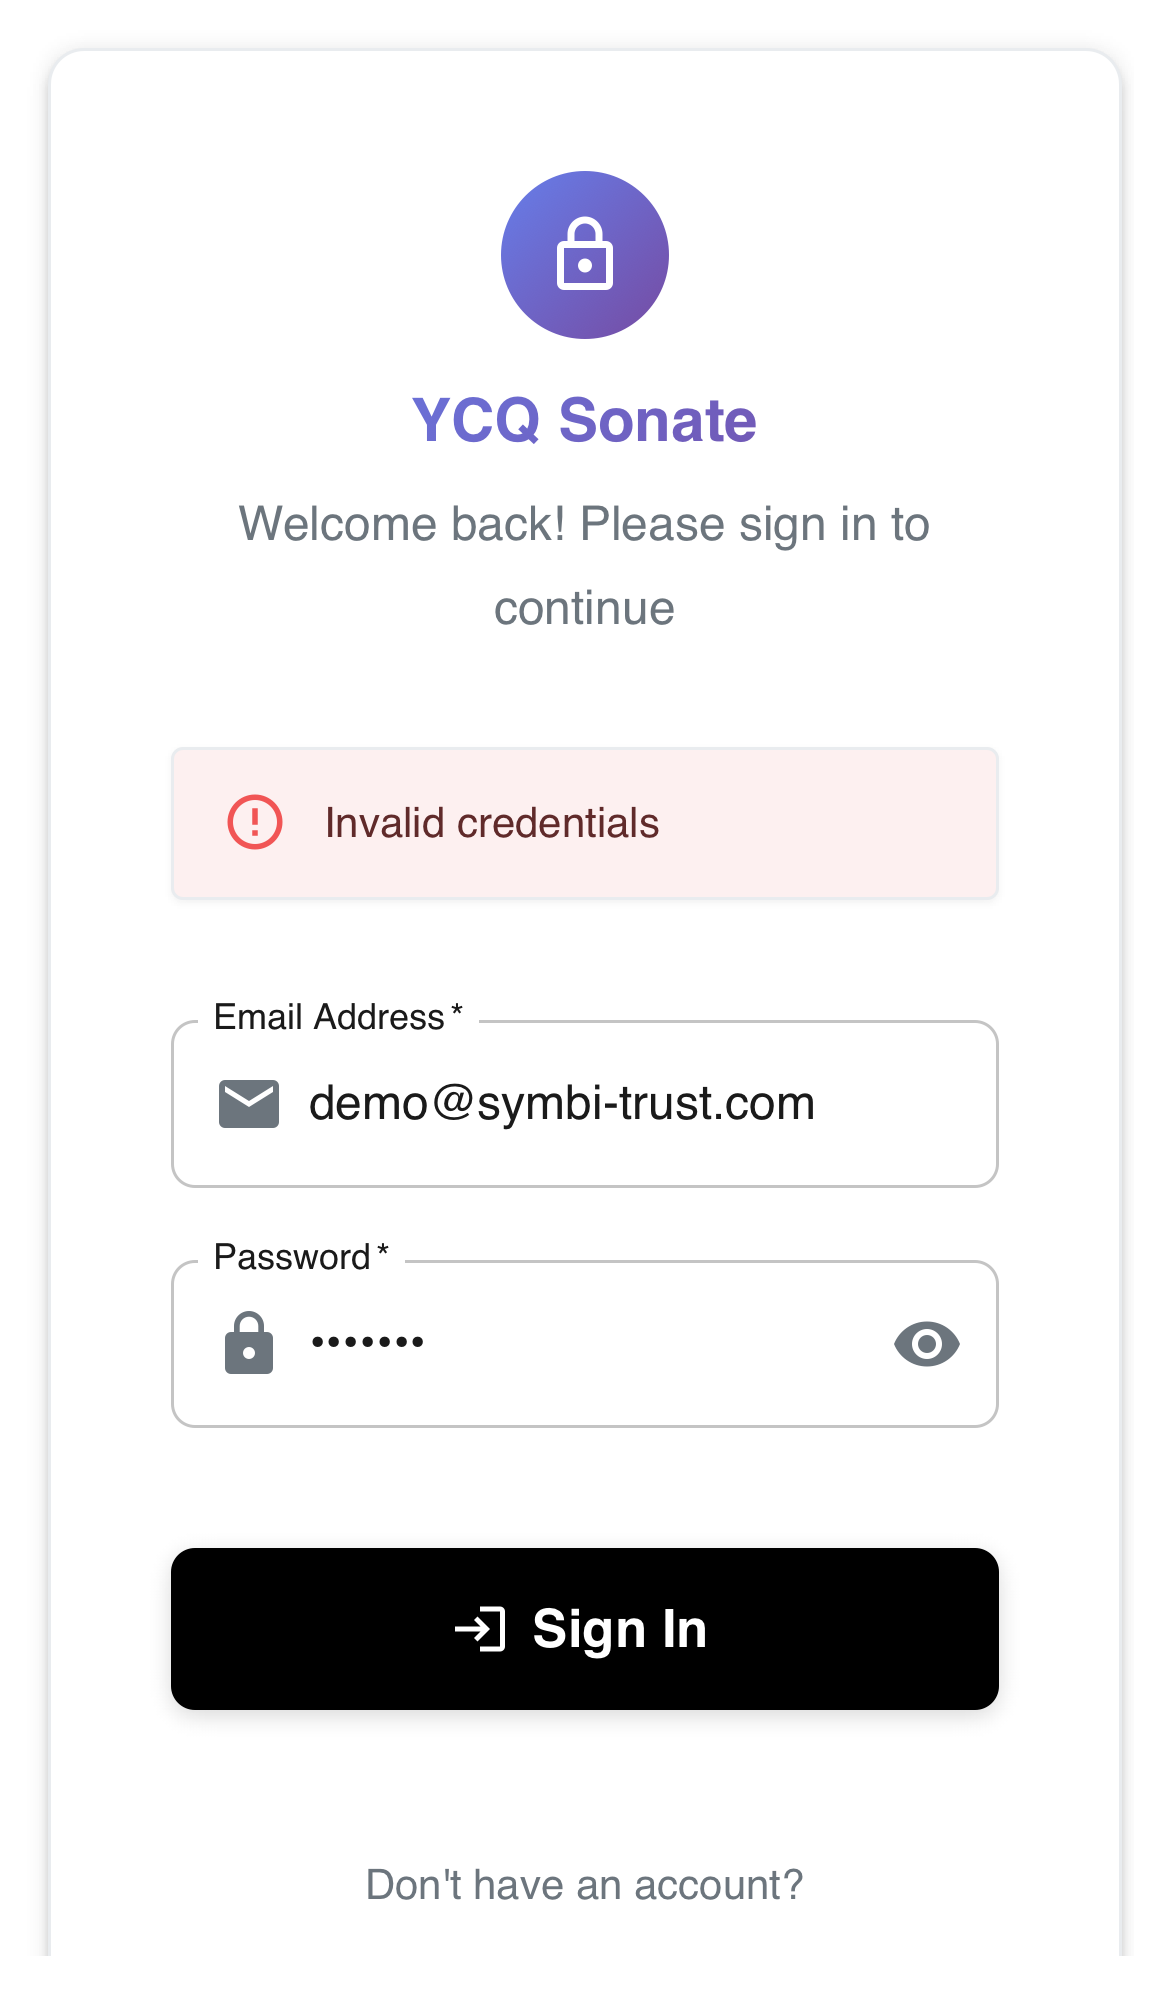 YCQ Sonate
Welcome back! Please sign in to
continue
Invalid credentials
Email Address *
demo@symbi-trust.com
Password *
•••••••
Sign In
Don't have an account?